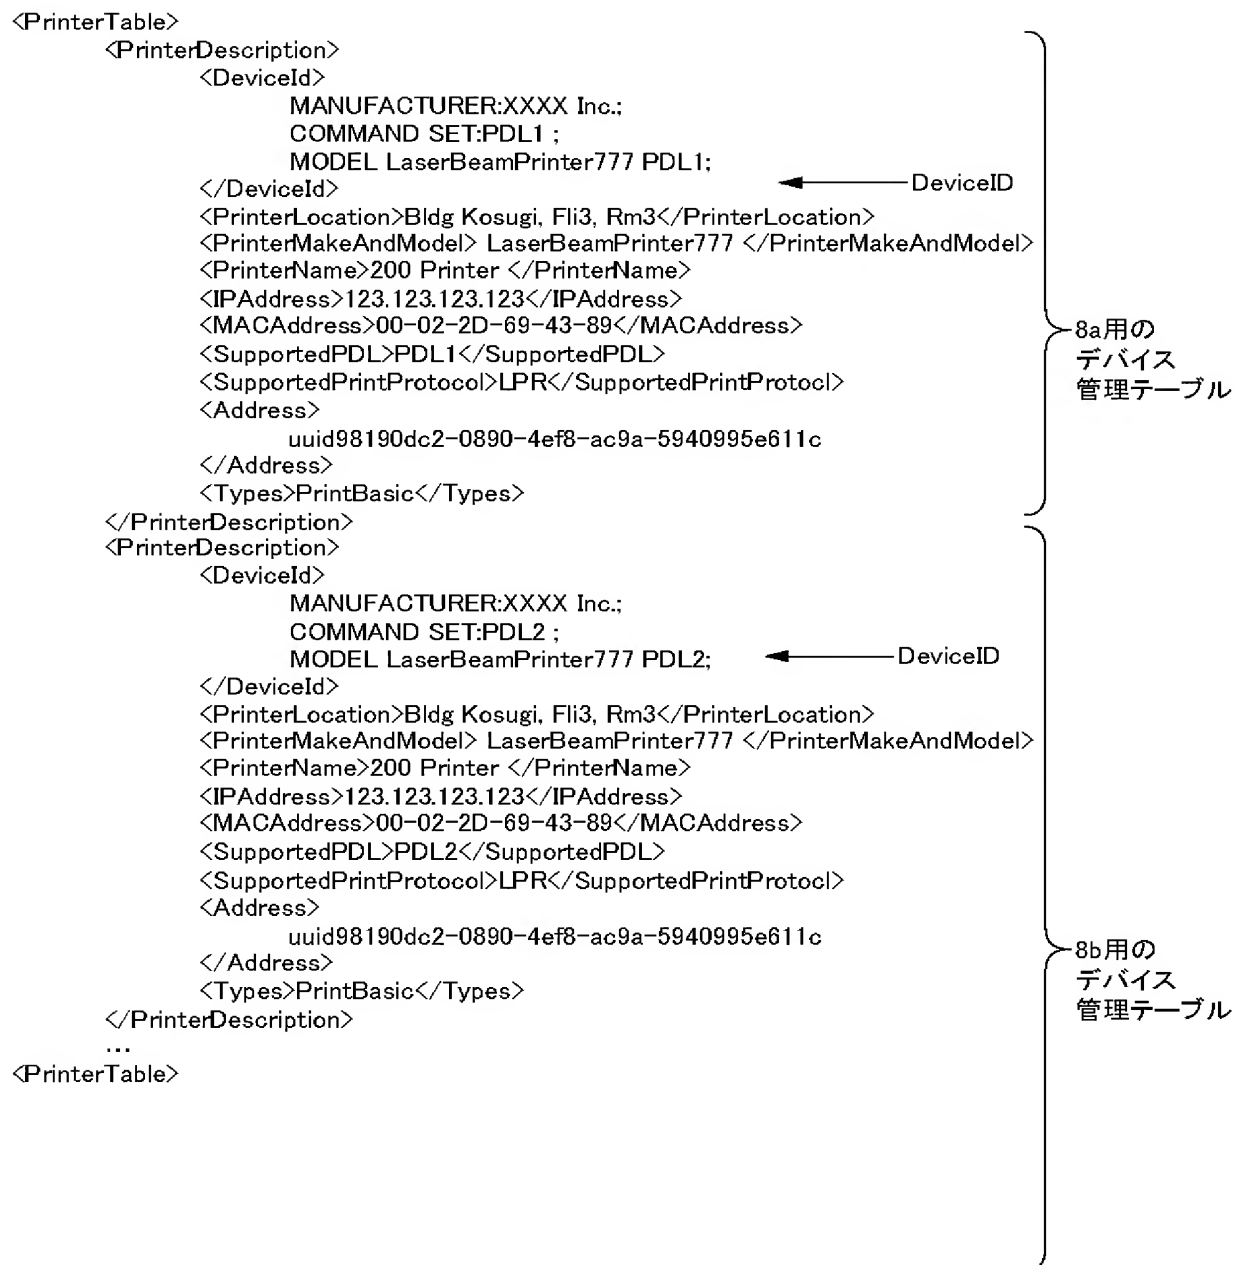 <PrinterTable>
<PrinterDescription>
<DeviceId>
MANUFACTURER:XXXX Inc.;
COMMAND SET:PDL1 ;
MODEL LaserBeamPrinter777 PDL1;
</DeviceId>
DeviceID
<PrinterLocation>Bldg Kosugi, Fli3, Rm3</PrinterLocation>
<PrinterMakeAndModel> LaserBeamPrinter777 </PrinterMakeAndModel>
<PrinterName>200 Printer </PrinterName>
<IPAddress>123.123.123.123</IPAddress>
<MACAddress>00-02-2D-69-43-89</MACAddress>
<SupportedPDL>PDL1</SupportedPDL>
<SupportedPrintProtocol>LPR</SupportedPrintProtocl>
<Address>
uuid98190dc2-0890-4ef8-ac9a-5940995e611c
</Address>
<Types>PrintBasic</Types>
</PrinterDescription>
8a用の
デバイス
管理テーブル
<PrinterDescription>
<DeviceId>
MANUFACTURER:XXXX Inc.;
COMMAND SET:PDL2 ;
MODEL LaserBeamPrinter777 PDL2;
DeviceID
</DeviceId>
<PrinterLocation>Bldg Kosugi, Fli3, Rm3</PrinterLocation>
<PrinterMakeAndModel> LaserBeamPrinter777 </PrinterMakeAndModel>
<PrinterName>200 Printer </PrinterName>
<IPAddress>123.123.123.123</IPAddress>
<MACAddress>00-02-2D-69-43-89</MACAddress>
<SupportedPDL>PDL2</SupportedPDL>
<SupportedPrintProtocol>LPR</SupportedPrintProtocl>
<Address>
uuid98190dc2-0890-4ef8-ac9a-5940995e611c
</Address>
<Types>PrintBasic</Types>
</PrinterDescription>
...
<PrinterTable>
8b用の
デバイス
管理テーブル